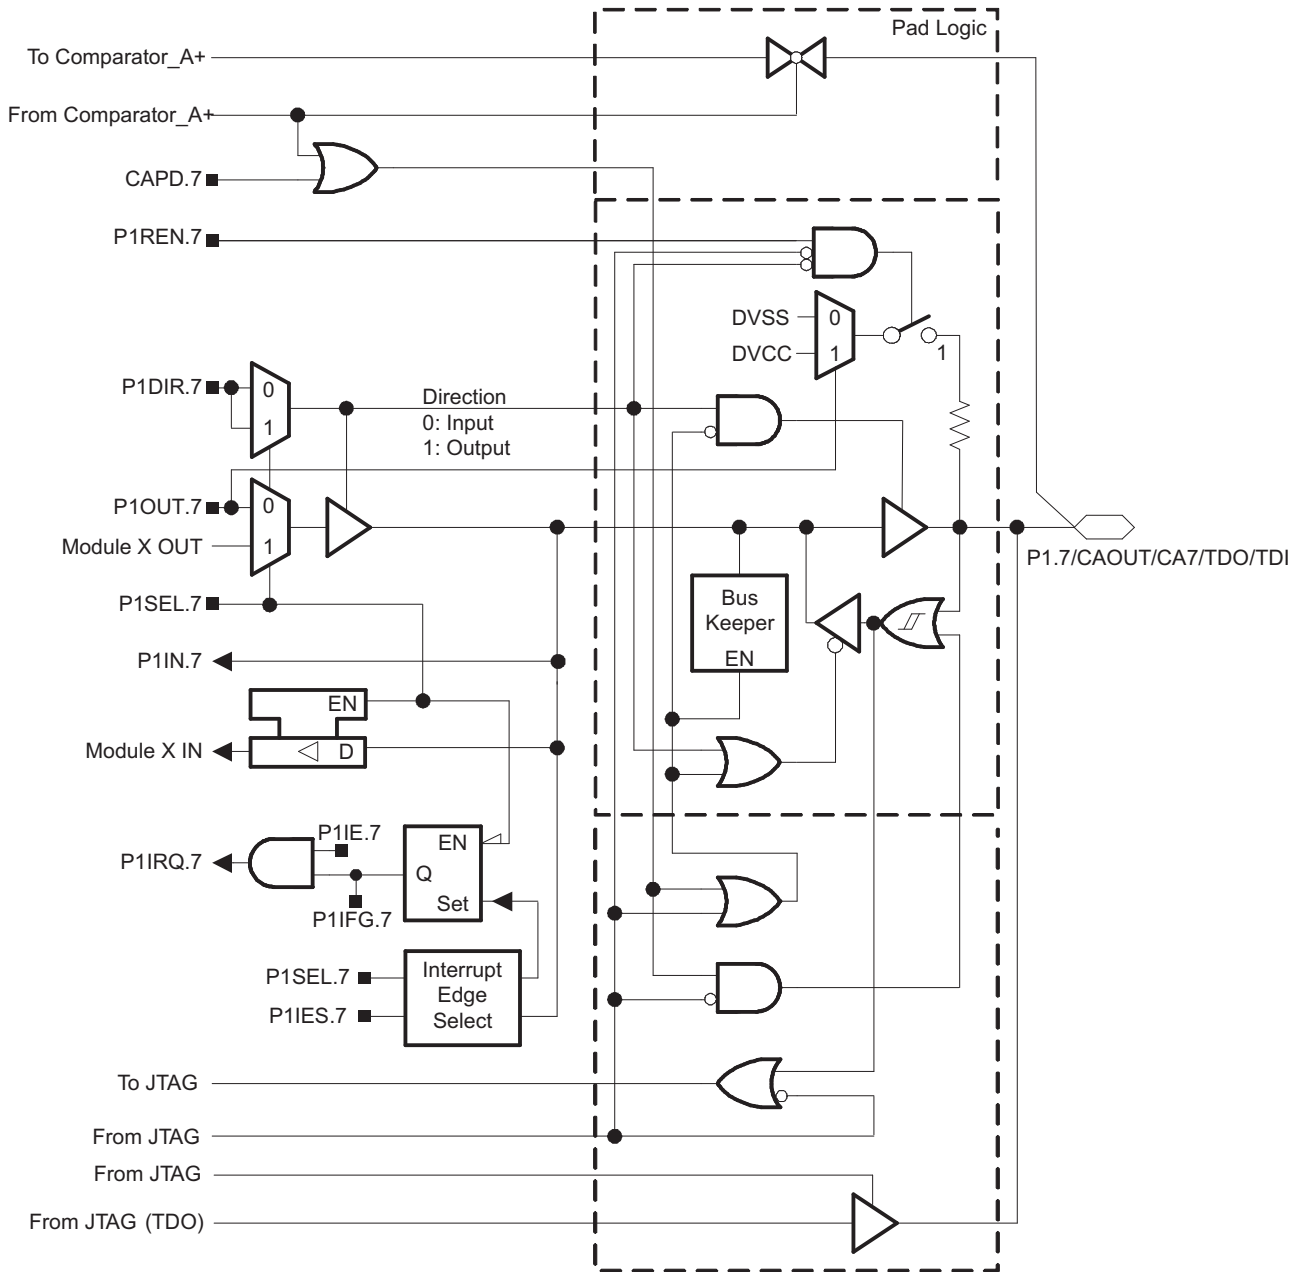 Pad Logic
To Comparator_A+
From Comparator_A+
CAPD.7
P1REN.7
DVSS
0
DVCC
1
1
P1DIR.7
0
1
Direction
0: Input
1: Output
P1OUT.7
0
Module X OUT
1
P1.7/CAOUT/CA7/TDO/TDI
P1SEL.7
Bus
Keeper
EN
P1IN.7
EN
Module X IN
D
P1IE.7
EN
P1IRQ.7
Q
Set
P1IFG.7
P1SEL.7
P1IES.7
Interrupt
Edge
Select
To JTAG
From JTAG
From JTAG
From JTAG (TDO)